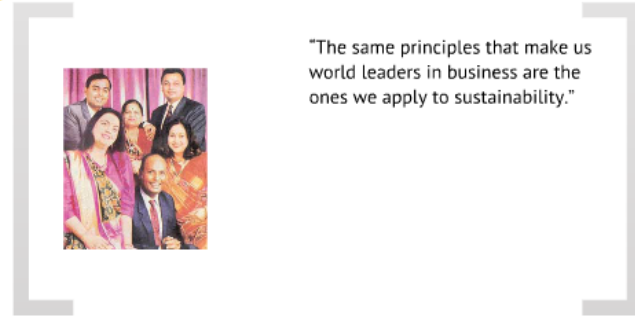 "The same principles that make us
world leaders in business are the
ones we apply to sustainability."